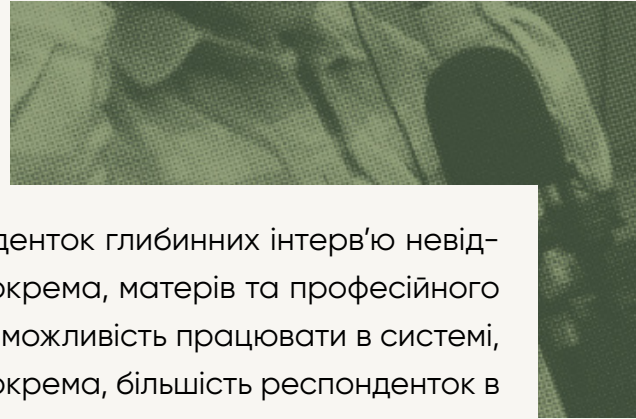 денток глибинних інтерв’ю невід-
окрема, матерів та професійного
можливість працювати в системі,
окрема, більшість респонденток в